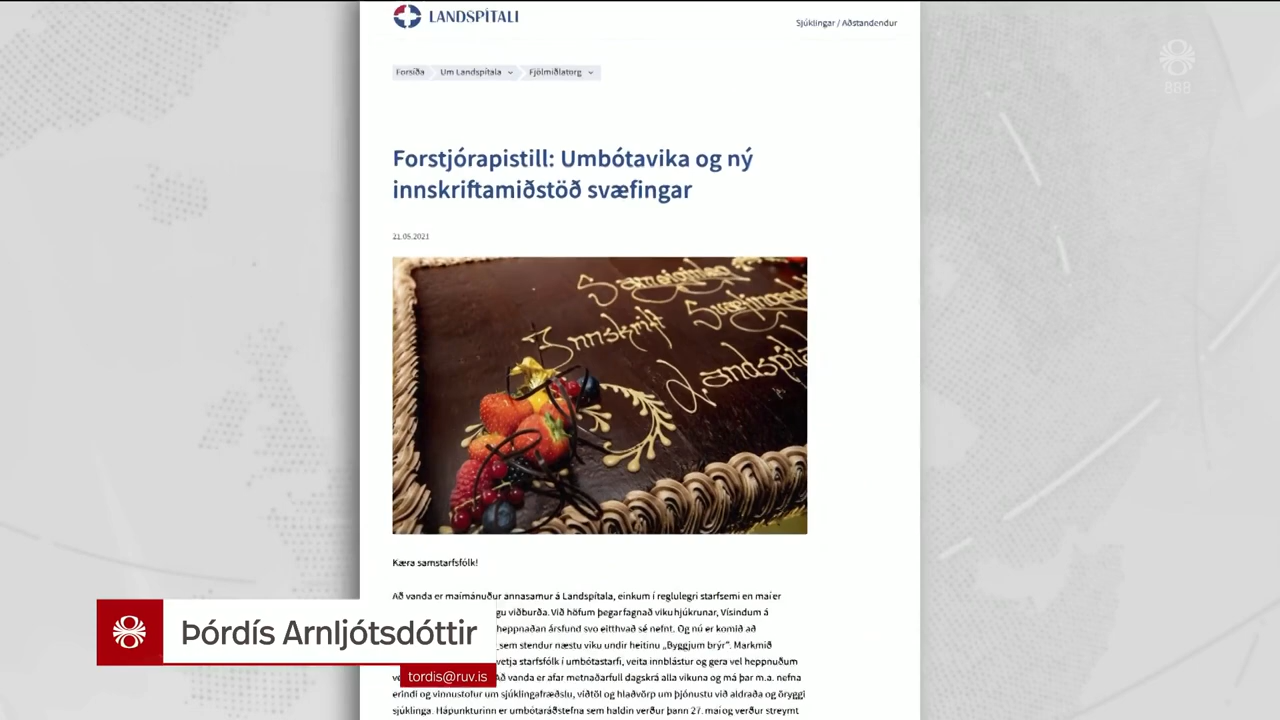 LANDSPÍTALI
Sjúklingar / Aðstandendur
888
Forsíða Um Landspítala Fjölmiðlatorg
Forstjórapistill: Umbótavika og ný
innskriftamiðstöð svæfingar
21.05.2021
Innskrift
Landspíta
Kæra samstarfsfólk!
Að vanda er maímánuður annasamur á Landspítala, einkum í reglulegri starfsemi en maí er
gu viðburða. Við höfum þegar fagnað viku hjúkrunar, Vísindum á
heppnaðan ársfund svo eitthvað sé nefnt. Og nú er komið að
sem stendur næstu viku undir heitinu „Byggjum brýr“. Markmið
vetja starfsfólk í umbótastarfi, veita innblástur og gera vel heppnuðum
Að vanda er afar metnaðarfull dagskrá alla vikuna og má þar m.a. nefna
erindi og vinnustofur um sjúklingafræðslu, viðtöl og hlaðvörp um þjónustu við aldraða og öryggi
sjúklinga. Hápunkturinn er umbótaráðstefna sem haldin verður þann 27. maí og verður streymt
Þórdís Arnljótsdóttir
tordis@ruv.is